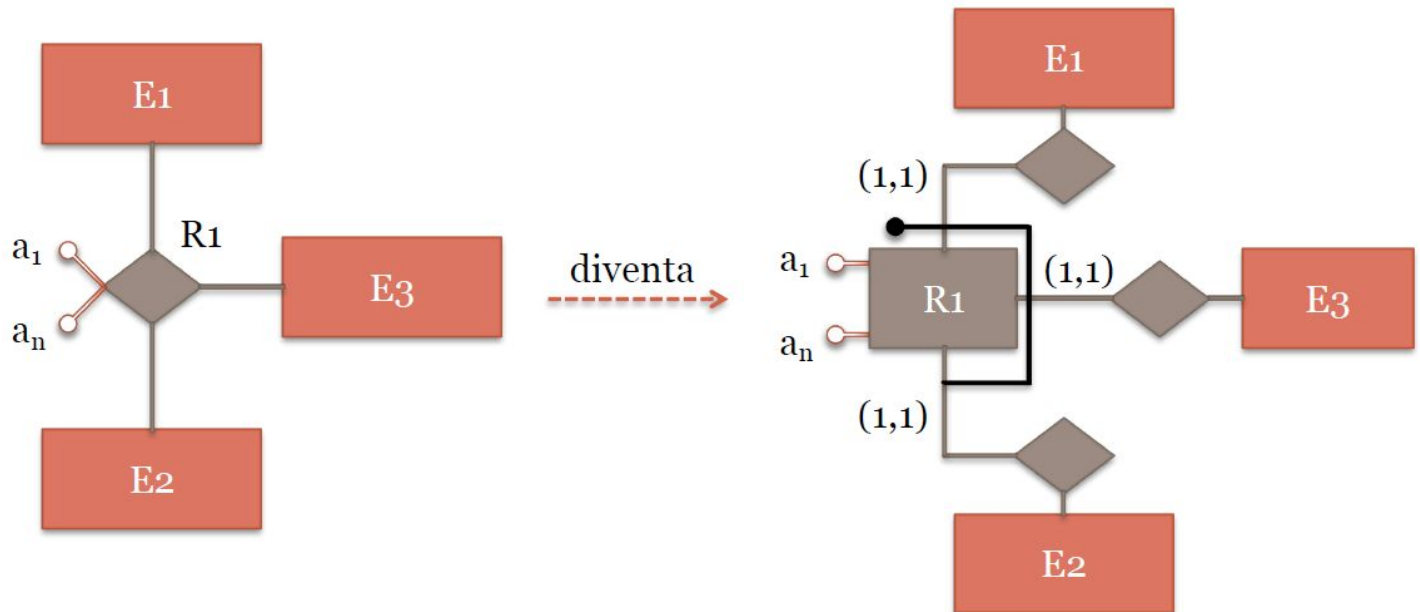 E1
R1
a1
an
E3
E2
diventa
E1
(1,1)
a1
an
R1
(1,1)
E3
(1,1)
E2